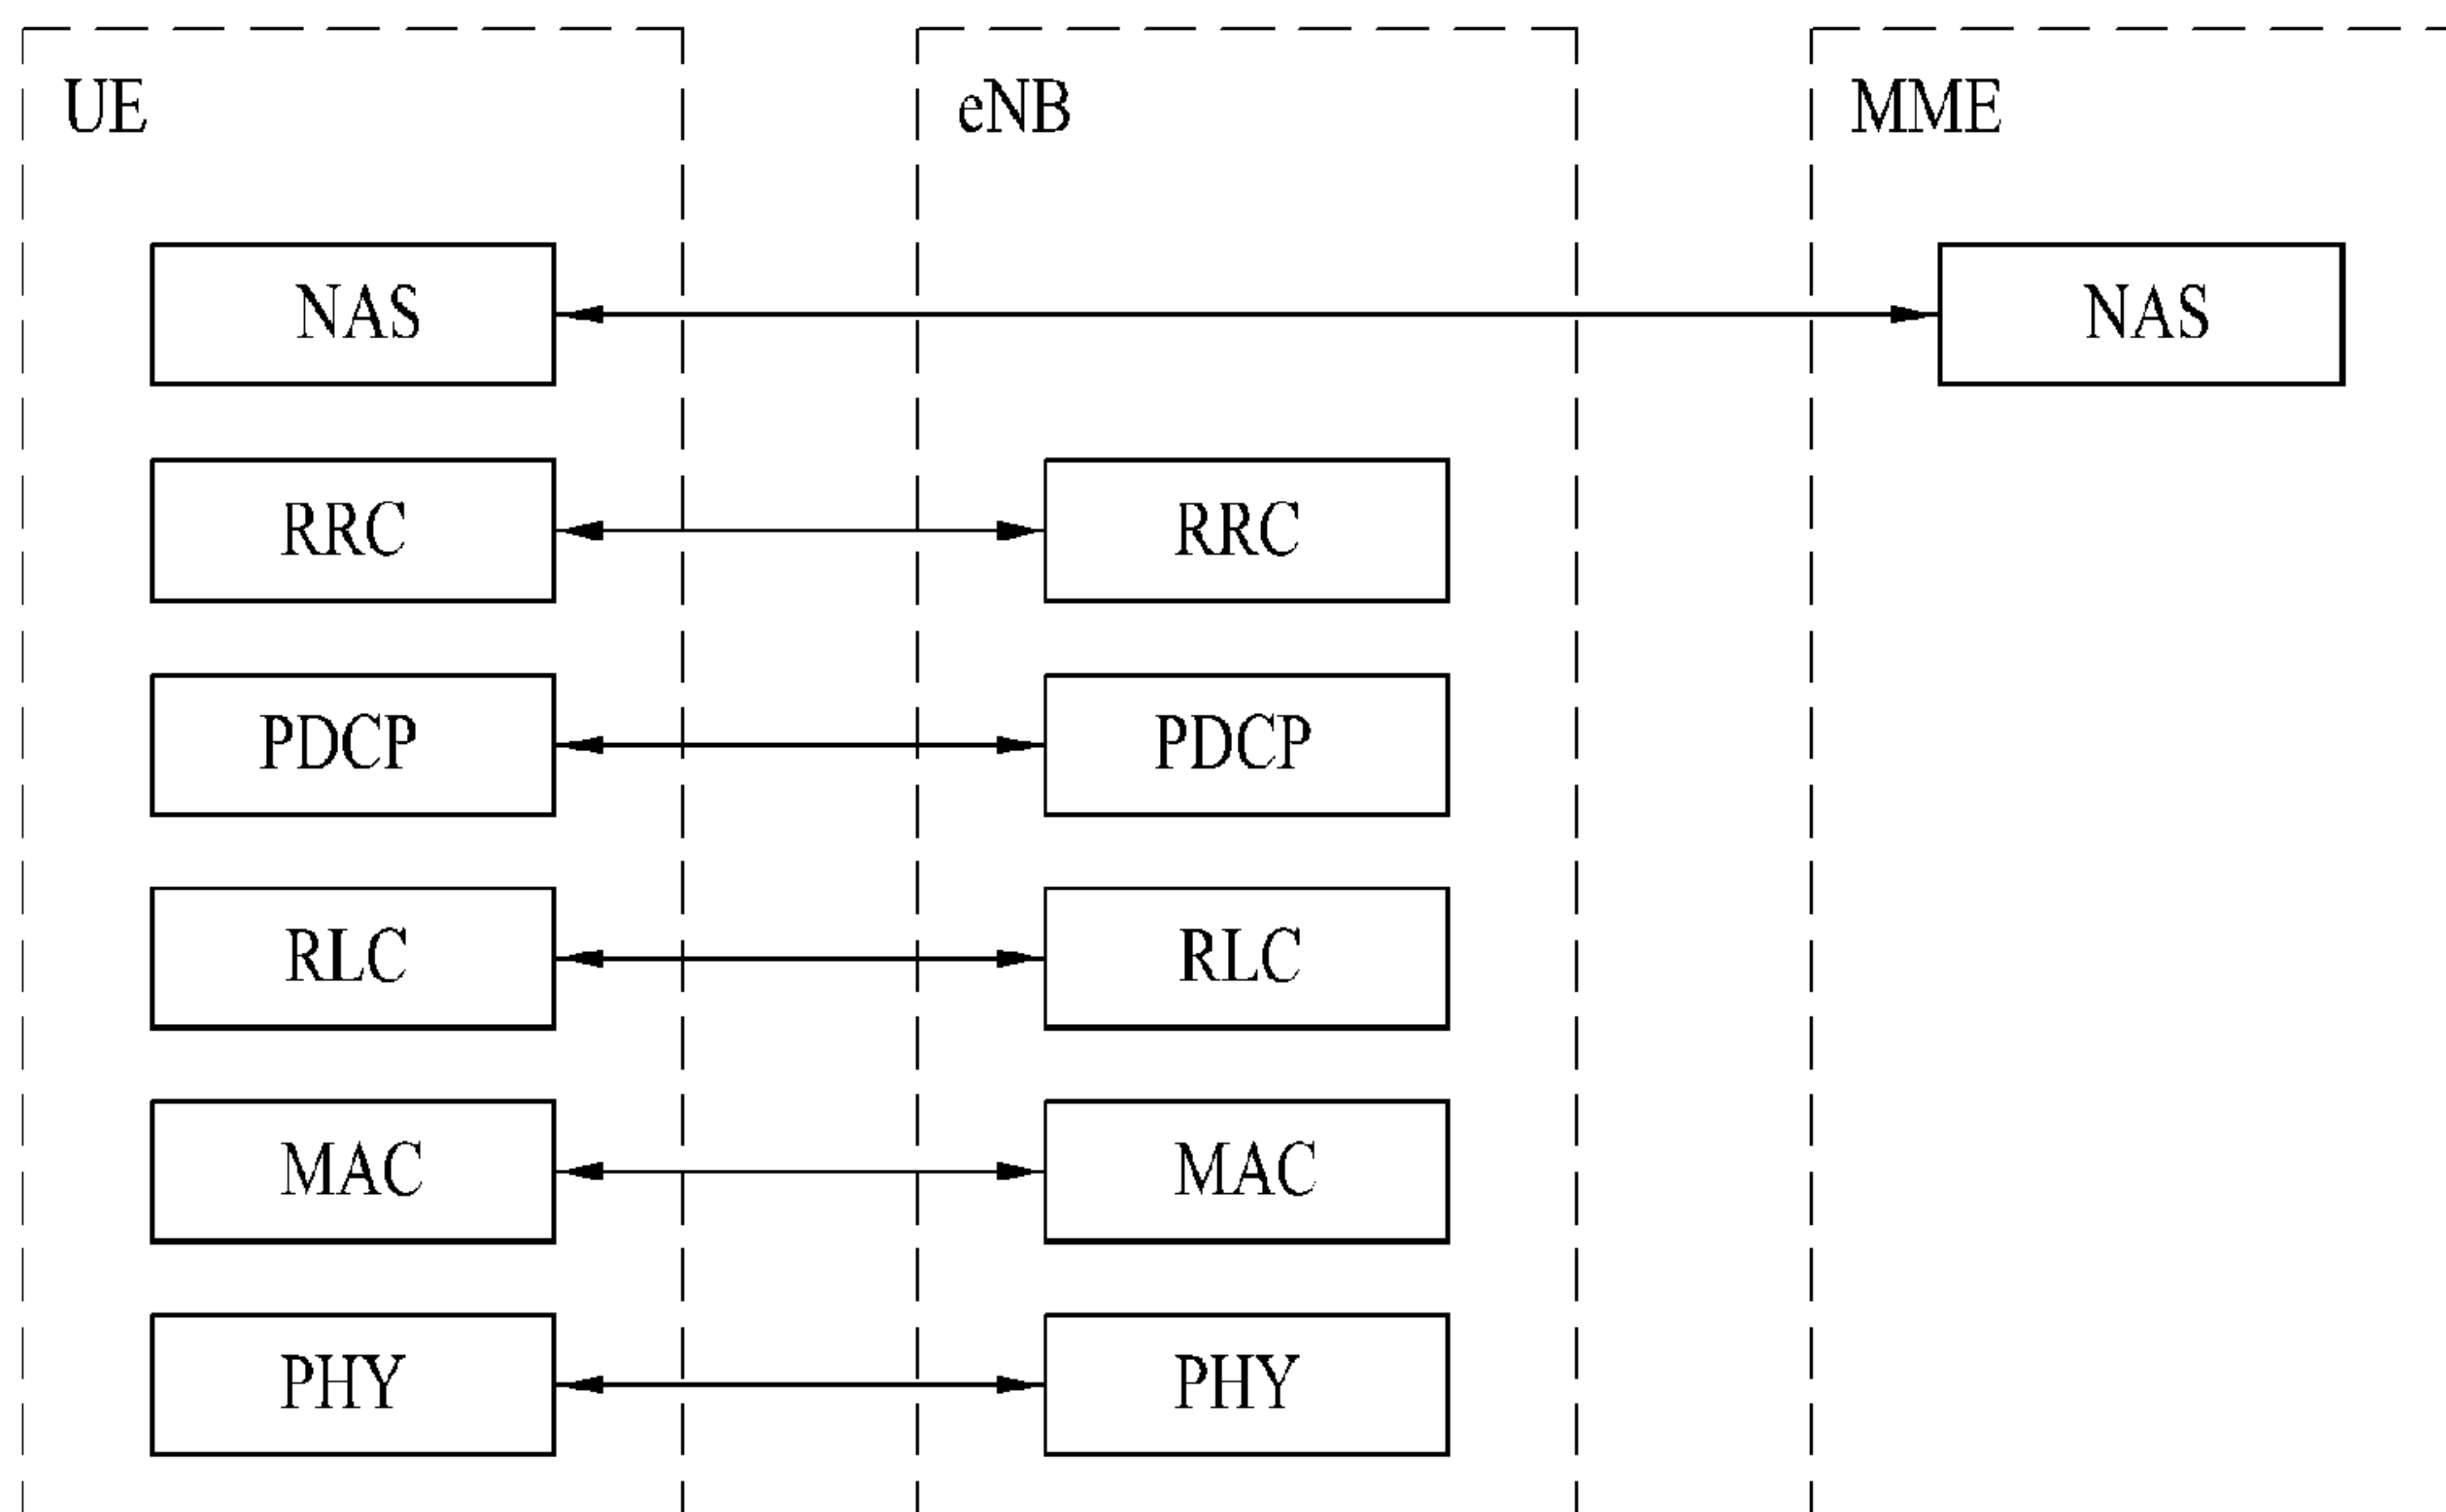 UE
eNB
MME
NAS
NAS
RRC
RRC
PDCP
PDCP
RLC
RLC
MAC
MAC
PHY
PHY